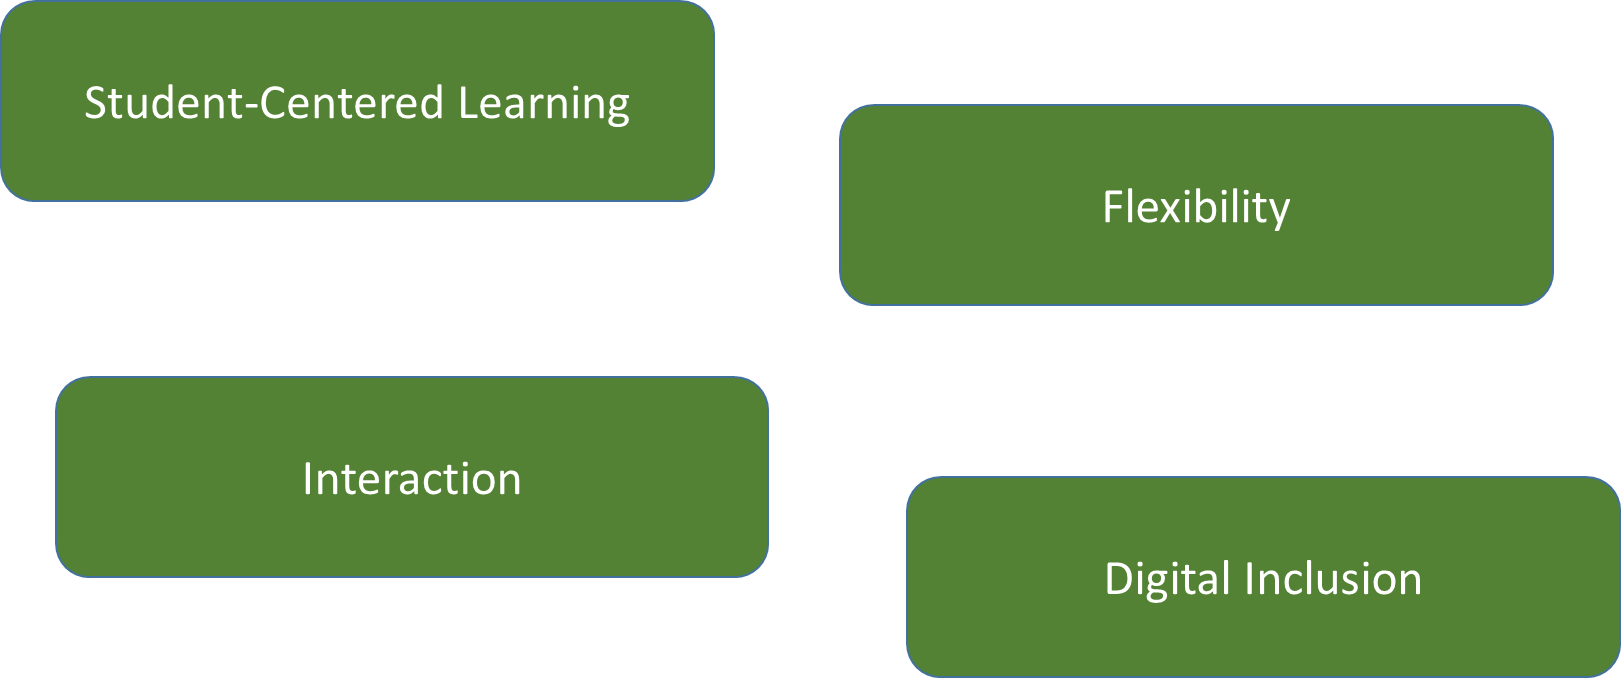 Student-Centered Learning
Flexibility
Interaction
Digital Inclusion